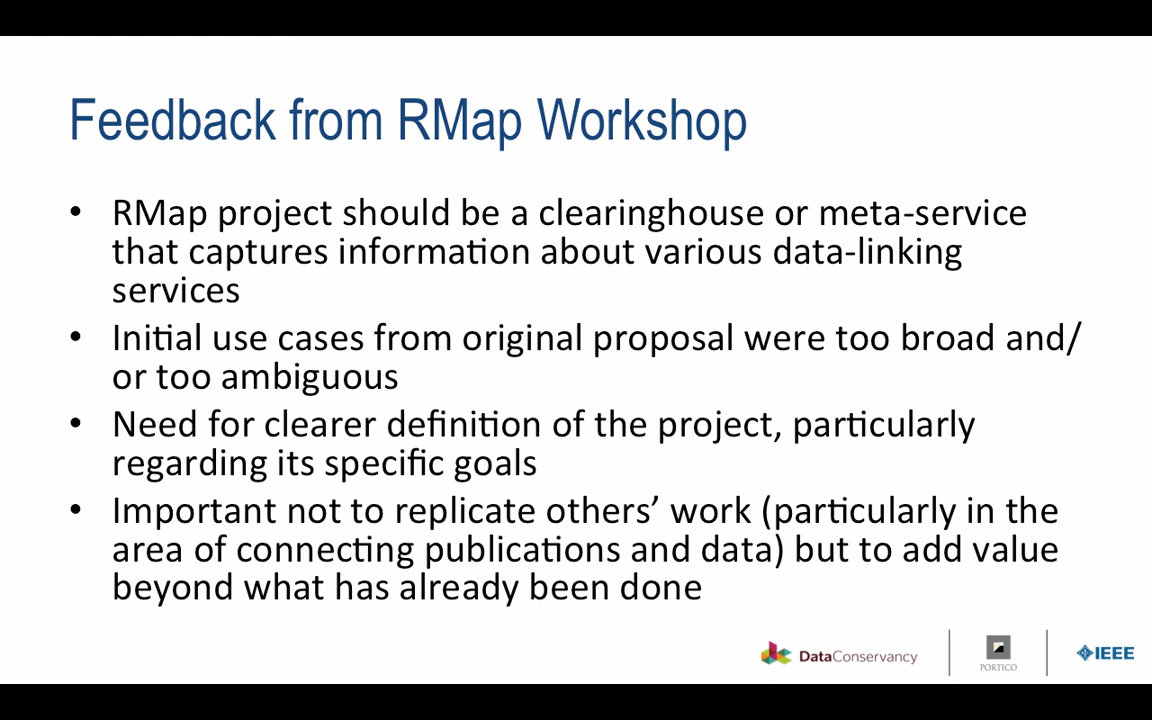 Feedback from RMap Workshop
• RMap project should be a clearinghouse or meta-service
that captures information about various data-linking
services
• Initial use cases from original proposal were too broad and/
or too ambiguous
• Need for clearer definition of the project, particularly
regarding its specific goals
• Important not to replicate others’ work (particularly in the
area of connecting publications and data) but to add value
beyond what has already been done
DataConservancy
PORTICO
IEEE